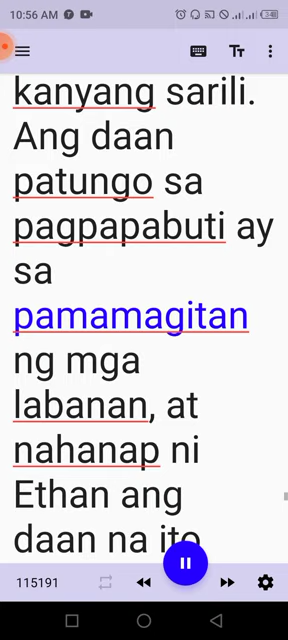 10:56 AM
kanyang sarili.
Ang daan
patungo sa
pagpapabuti ay
sa
pamamagitan
ng mga
labanan, at
nahanap ni
Ethan ang
daan na ito
115191